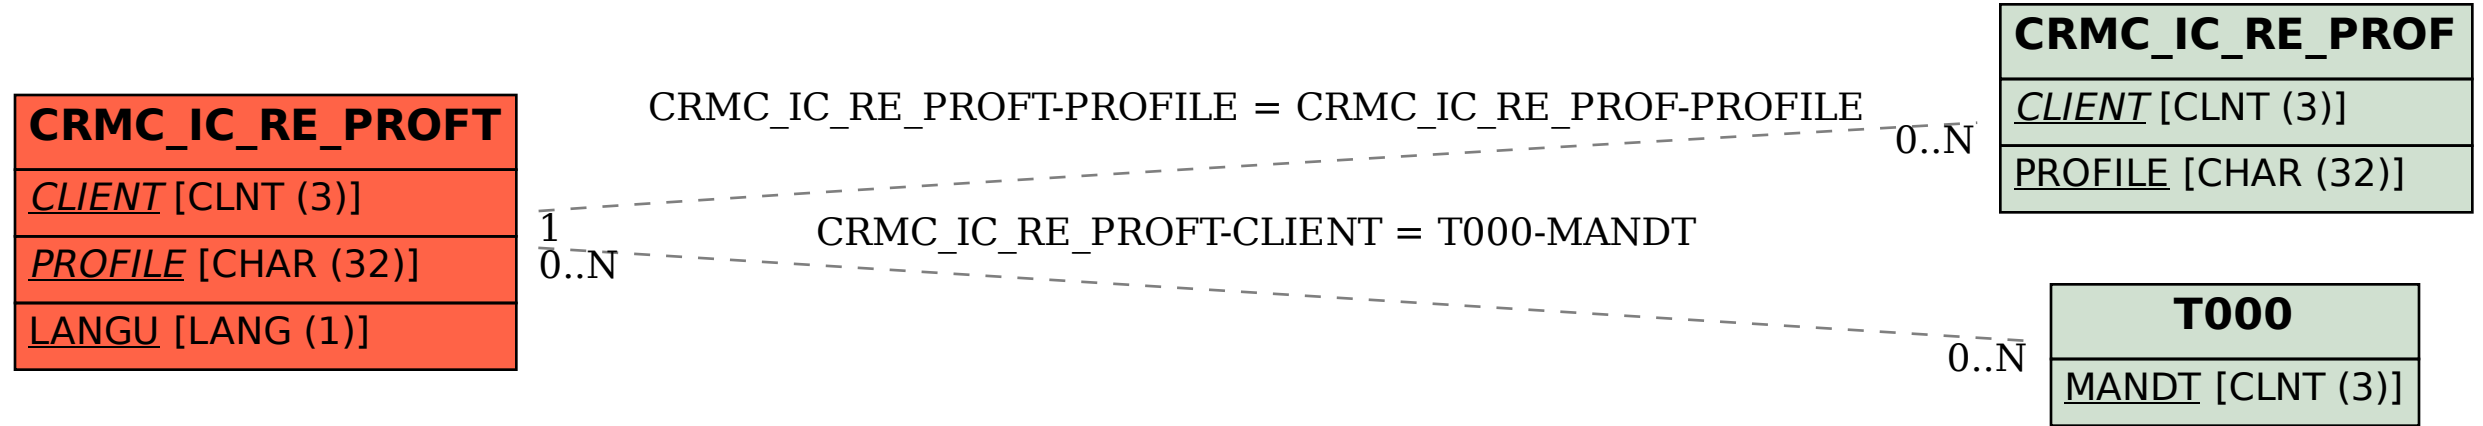 CRMC_IC_RE_PROFT
CLIENT [CLNT (3)]
PROFILE [CHAR (32)]
LANGU [LANG (1)]
CRMC_IC_RE_PROFT-PROFILE = CRMC_IC_RE_PROF-PROFILE
0..N
1
CRMC_IC_RE_PROFT-CLIENT = T000-MANDT
0..N
0..N
CRMC_IC_RE_PROF
CLIENT [CLNT (3)]
PROFILE [CHAR (32)]
T000
MANDT [CLNT (3)]